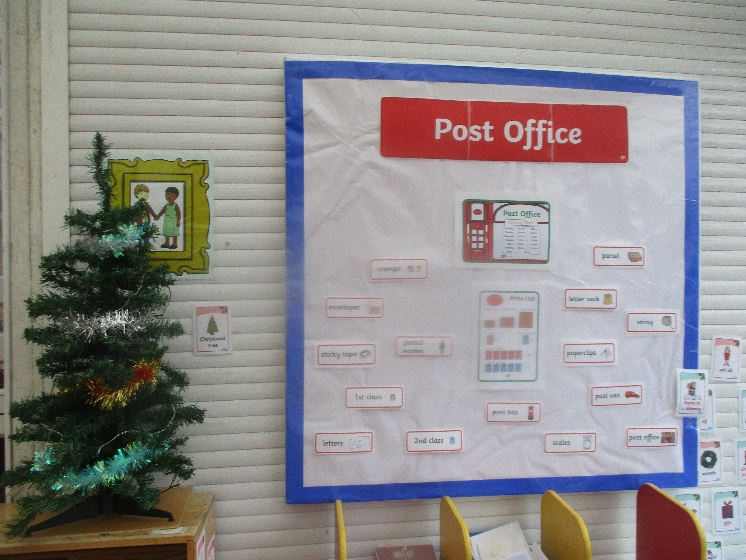 Post Office
Post Office
stamps
parcel
envelopes
Price List
letter sack
string
sticky tape
postal
worker
paperclips
1st class
post van
post box
letters
2nd class
scales
post office
Christmas
tree